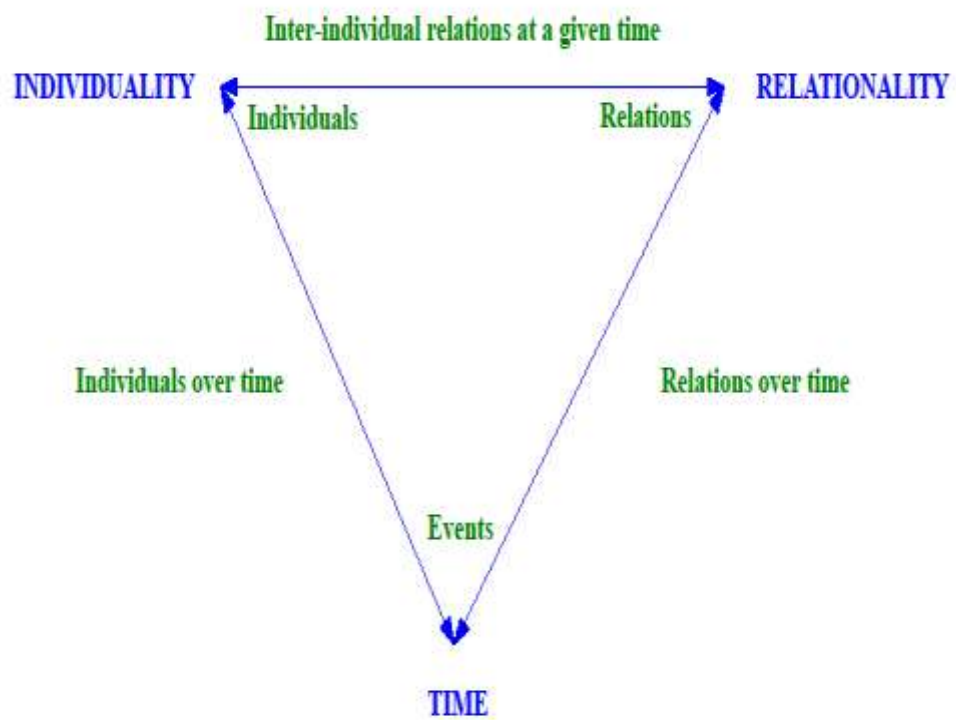 Inter-individual relations at a given time
INDIVIDUALITY
RELATIONALITY
Individuals
Relations
Individuals over time
Relations over time
Events
TIME